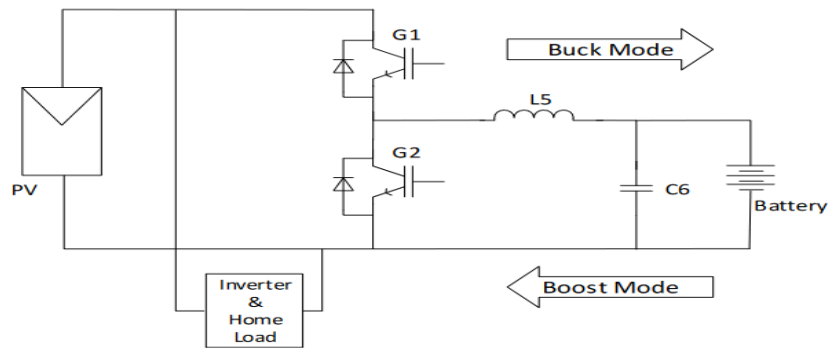 G1
Buck Mode
L5
G2
PV
C6
Battery
Inverter
&
Home
Load
Boost Mode